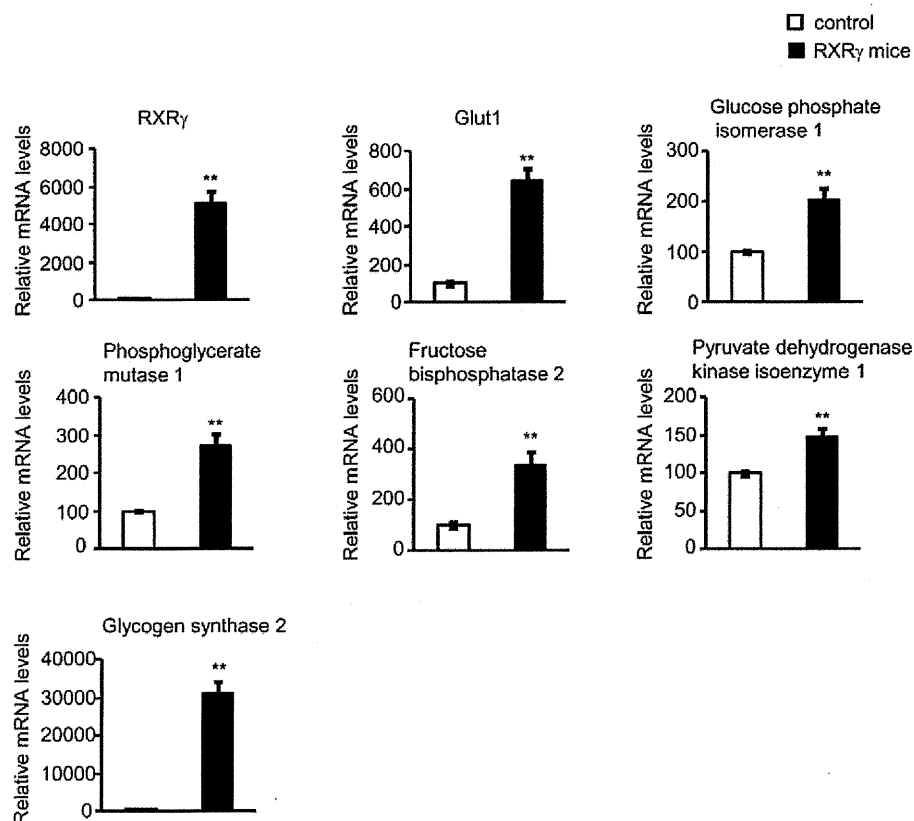 control
RXRγ mice
RXRγ
Relative mRNA levels
8000
6000
4000
2000
0
**
Glut1
Relative mRNA levels
800
600
400
200
0
**
Glucose phosphate
isomerase 1
Relative mRNA levels
300
200
100
0
**
Phosphoglycerate
mutase 1
Relative mRNA levels
400
300
200
100
0
**
Fructose
bisphosphatase 2
Relative mRNA levels
600
400
200
0
**
Pyruvate dehydrogenase
kinase isoenzyme 1
Relative mRNA levels
200
150
100
50
0
**
Glycogen synthase 2
Relative mRNA levels
40000
30000
20000
10000
0
**